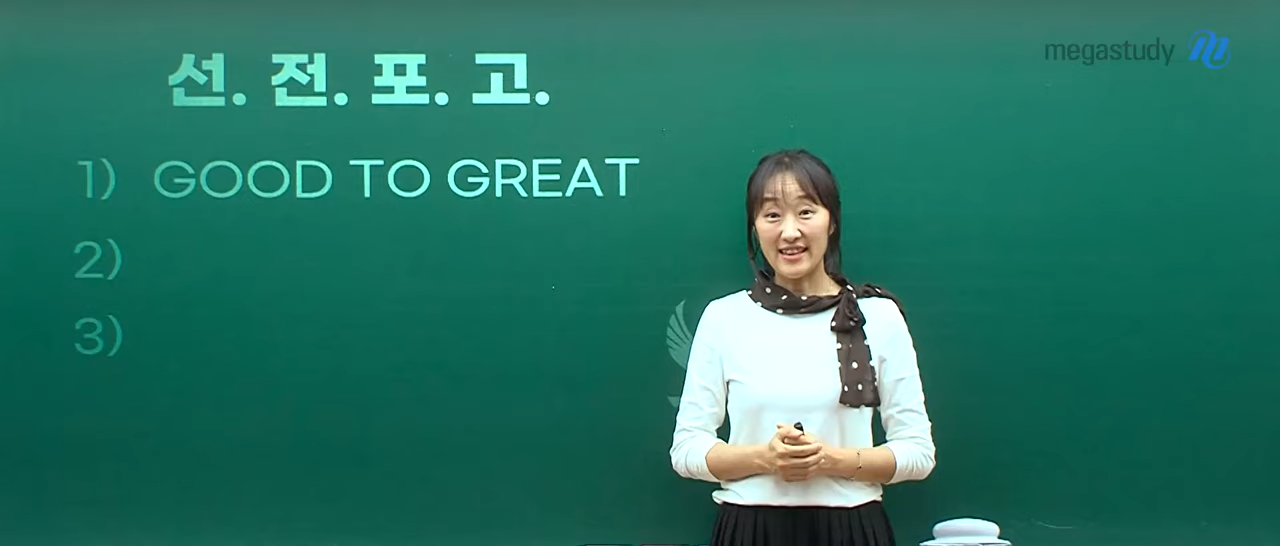 megastudy
선. 전. 포. 고.
1) GOOD TO GREAT
2)
3)